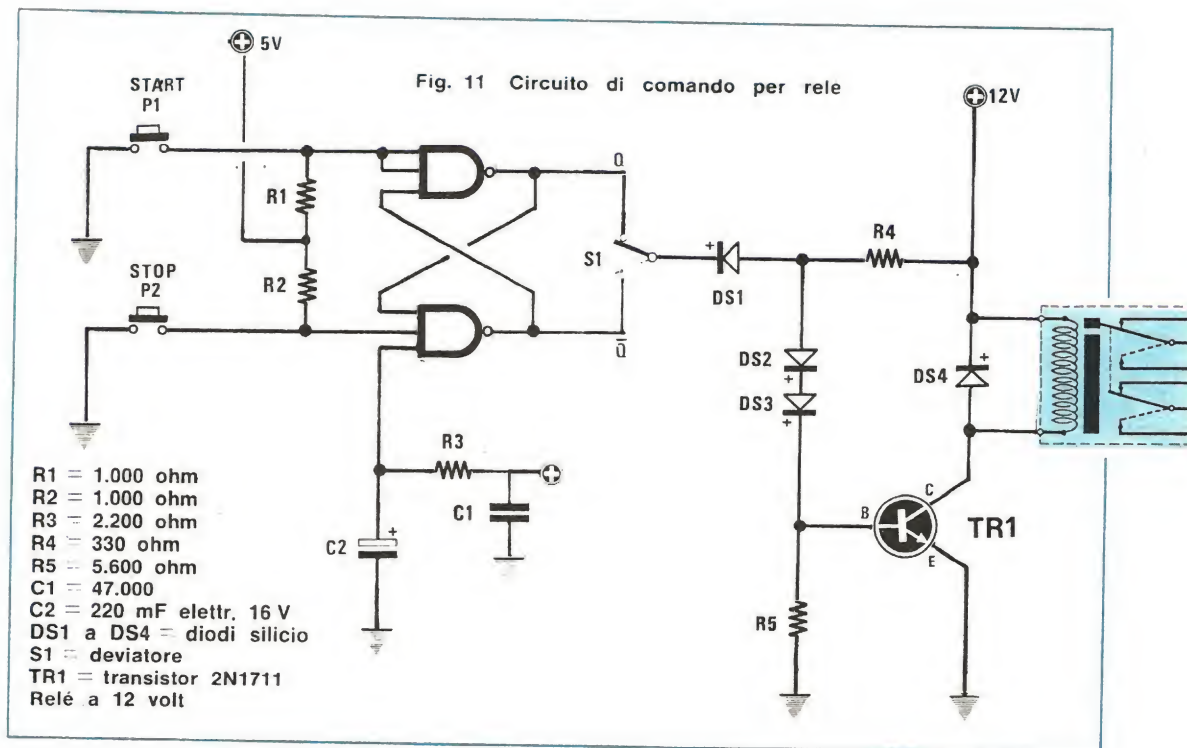 5V
START
P1
Fig. 11 Circuito di comando per rele
12V
Q
R1
S1
R4
DS1
STOP
P2
R2
Q̅
DS2
DS3
DS4
R3
C1
C2
B
C
E
TR1
R5
R1 = 1.000 ohm
R2 = 1.000 ohm
R3 = 2.200 ohm
R4 = 330 ohm
R5 = 5.600 ohm
C1 = 47.000
C2 = 220 mF elettr. 16 V
DS1 a DS4 = diodi silicio
S1 = deviatore
TR1 = transistor 2N1711
Relé a 12 volt